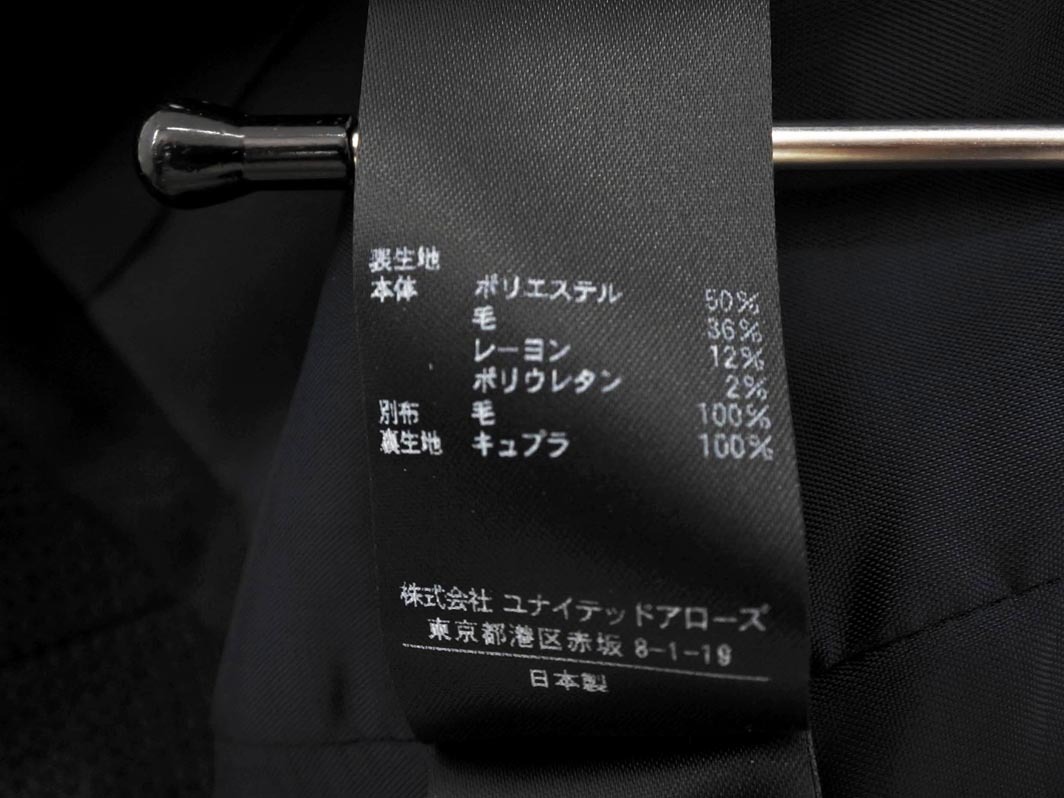 表生地
本体 ポリエステル 50%
毛 36%
レーヨン 12%
ポリウレタン 2%
別布 毛 100%
裏生地 キュプラ 100%
株式会社 ユナイテッドアローズ
東京都港区赤坂 8-1-19
日本製